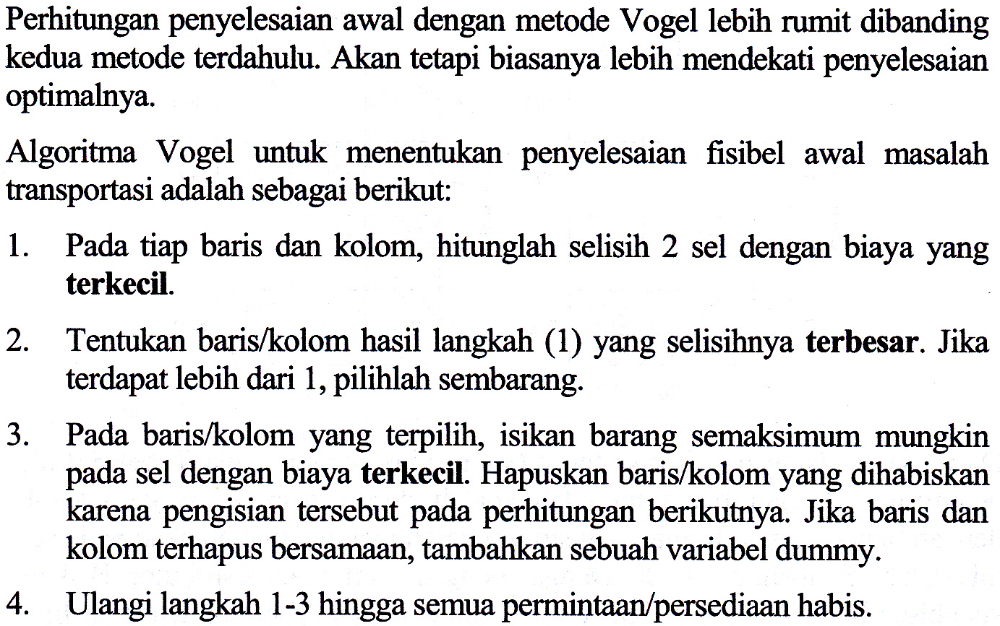 Perhitungan penyelesaian awal dengan metode Vogel lebih rumit dibanding
kedua metode terdahulu. Akan tetapi biasanya lebih mendekati penyelesaian
optimalnya.
Algoritma Vogel untuk menentukan penyelesaian fisibel awal masalah
transportasi adalah sebagai berikut:
1. Pada tiap baris dan kolom, hitunglah selisih 2 sel dengan biaya yang
terkecil.
2. Tentukan baris/kolom hasil langkah (1) yang selisihnya terbesar. Jika
terdapat lebih dari 1, pilihlah sembarang.
3. Pada baris/kolom yang terpilih, isikan barang semaksimum mungkin
pada sel dengan biaya terkecil. Hapuskan baris/kolom yang dihabiskan
karena pengisian tersebut pada perhitungan berikutnya. Jika baris dan
kolom terhapus bersamaan, tambahkan sebuah variabel dummy.
4. Ulangi langkah 1-3 hingga semua permintaan/persediaan habis.